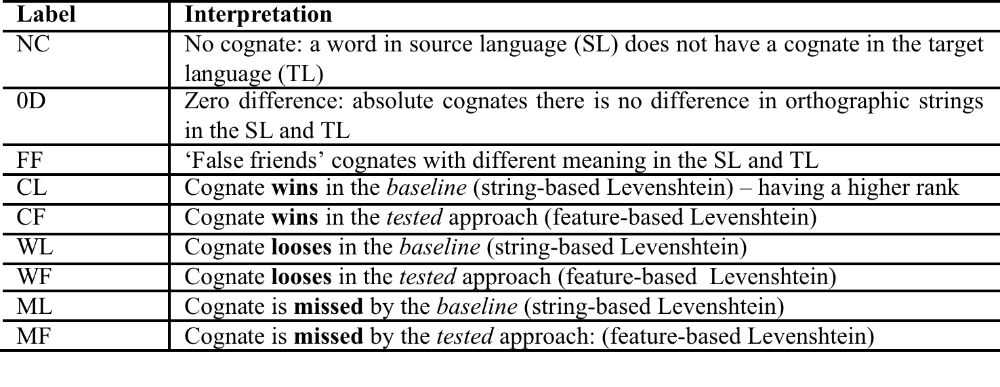 Label Interpretation
NC No cognate: a word in source language (SL) does not have a cognate in the target
language (TL)
0D Zero difference: absolute cognates there is no difference in orthographic strings
in the SL and TL
FF ‘False friends’ cognates with different meaning in the SL and TL
CL Cognate wins in the baseline (string-based Levenshtein) – having a higher rank
CF Cognate wins in the tested approach (feature-based Levenshtein)
WL Cognate looses in the baseline (string-based Levenshtein)
WF Cognate looses in the tested approach (feature-based Levenshtein)
ML Cognate is missed by the baseline (string-based Levenshtein)
MF Cognate is missed by the tested approach: (feature-based Levenshtein)